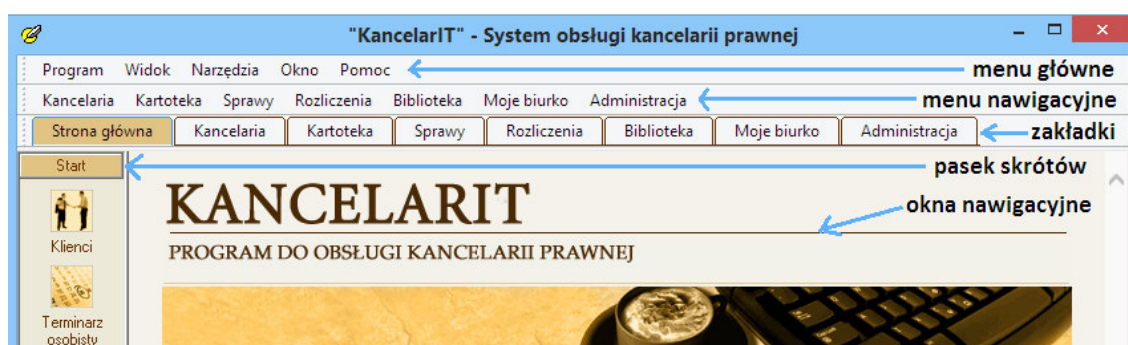 "KancelarIT" - System obsługi kancelarii prawnej
Program Widok Narzędzia Okno Pomoc menu główne
Kancelaria Kartoteka Sprawy Rozliczenia Biblioteka Moje biurko Administracja menu nawigacyjne
Strona główna Kancelaria Kartoteka Sprawy Rozliczenia Biblioteka Moje biurko Administracja zakładki
Start pasek skrótów
KANCELARIT
okna nawigacyjne
Klienci
PROGRAM DO OBSŁUGI KANCELARII PRAWNEJ
Terminarz
osobisty